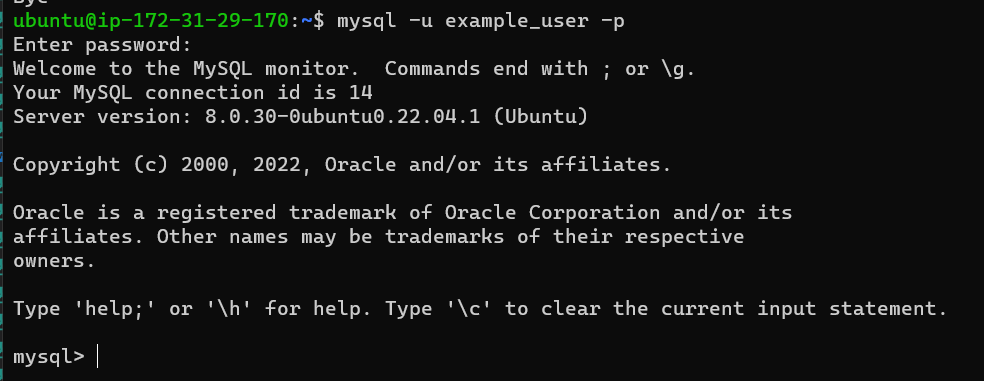 Bye
ubuntu@ip-172-31-29-170:~$ mysql -u example_user -p
Enter password:
Welcome to the MySQL monitor.  Commands end with ; or \g.
Your MySQL connection id is 14
Server version: 8.0.30-0ubuntu0.22.04.1 (Ubuntu)
Copyright (c) 2000, 2022, Oracle and/or its affiliates.
Oracle is a registered trademark of Oracle Corporation and/or its
affiliates. Other names may be trademarks of their respective
owners.
Type 'help;' or '\h' for help. Type '\c' to clear the current input statement.
mysql>